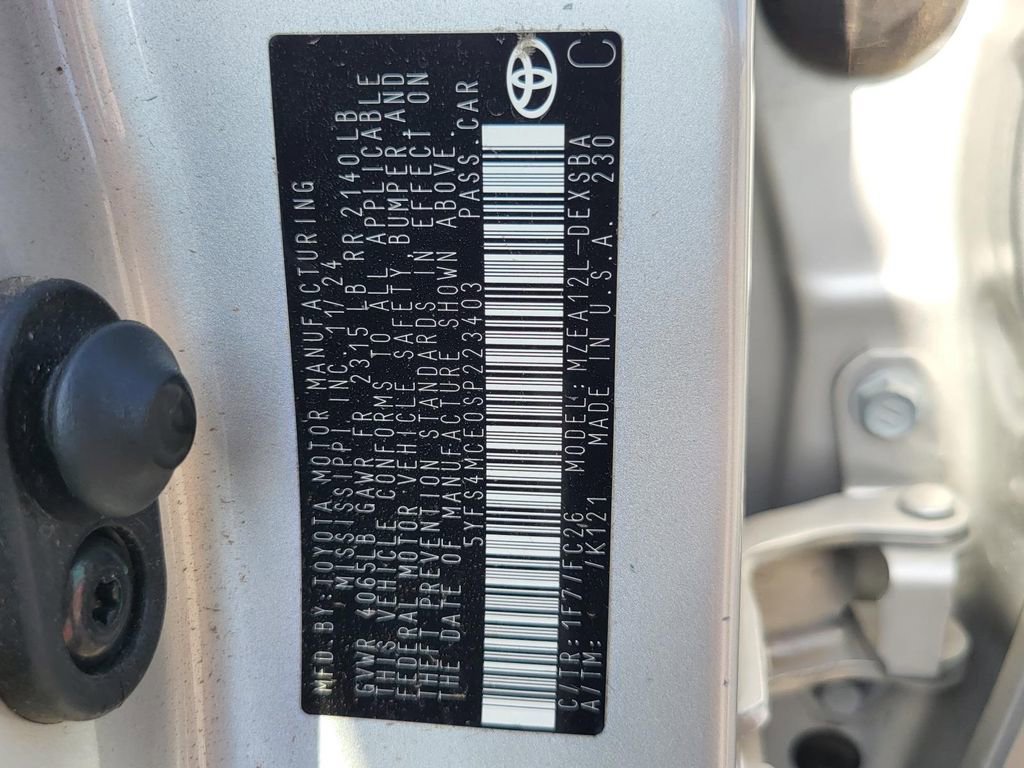 MFD.BY:TOYOTA MOTOR MANUFACTURING
MISSISSIPPI INC. 11/24
GVWR 4065LB GAWR FR 2315 LB RR 2140LB
THIS VEHICLE CONFORMS TO ALL APPLICABLE
FEDERAL MOTOR VEHICLE SAFETY,BUMPER,AND
THEFT PREVENTION STANDARDS IN EFFECT ON
THE DATE OF MANUFACTURE SHOWN ABOVE.
5YFS4MCE0SP223403 PASS.CAR
C/TR: 1F7/FC26 MODEL: MZEA12L-DEXSBA
A/TM: /K121 MADE IN U.S.A. 230 C